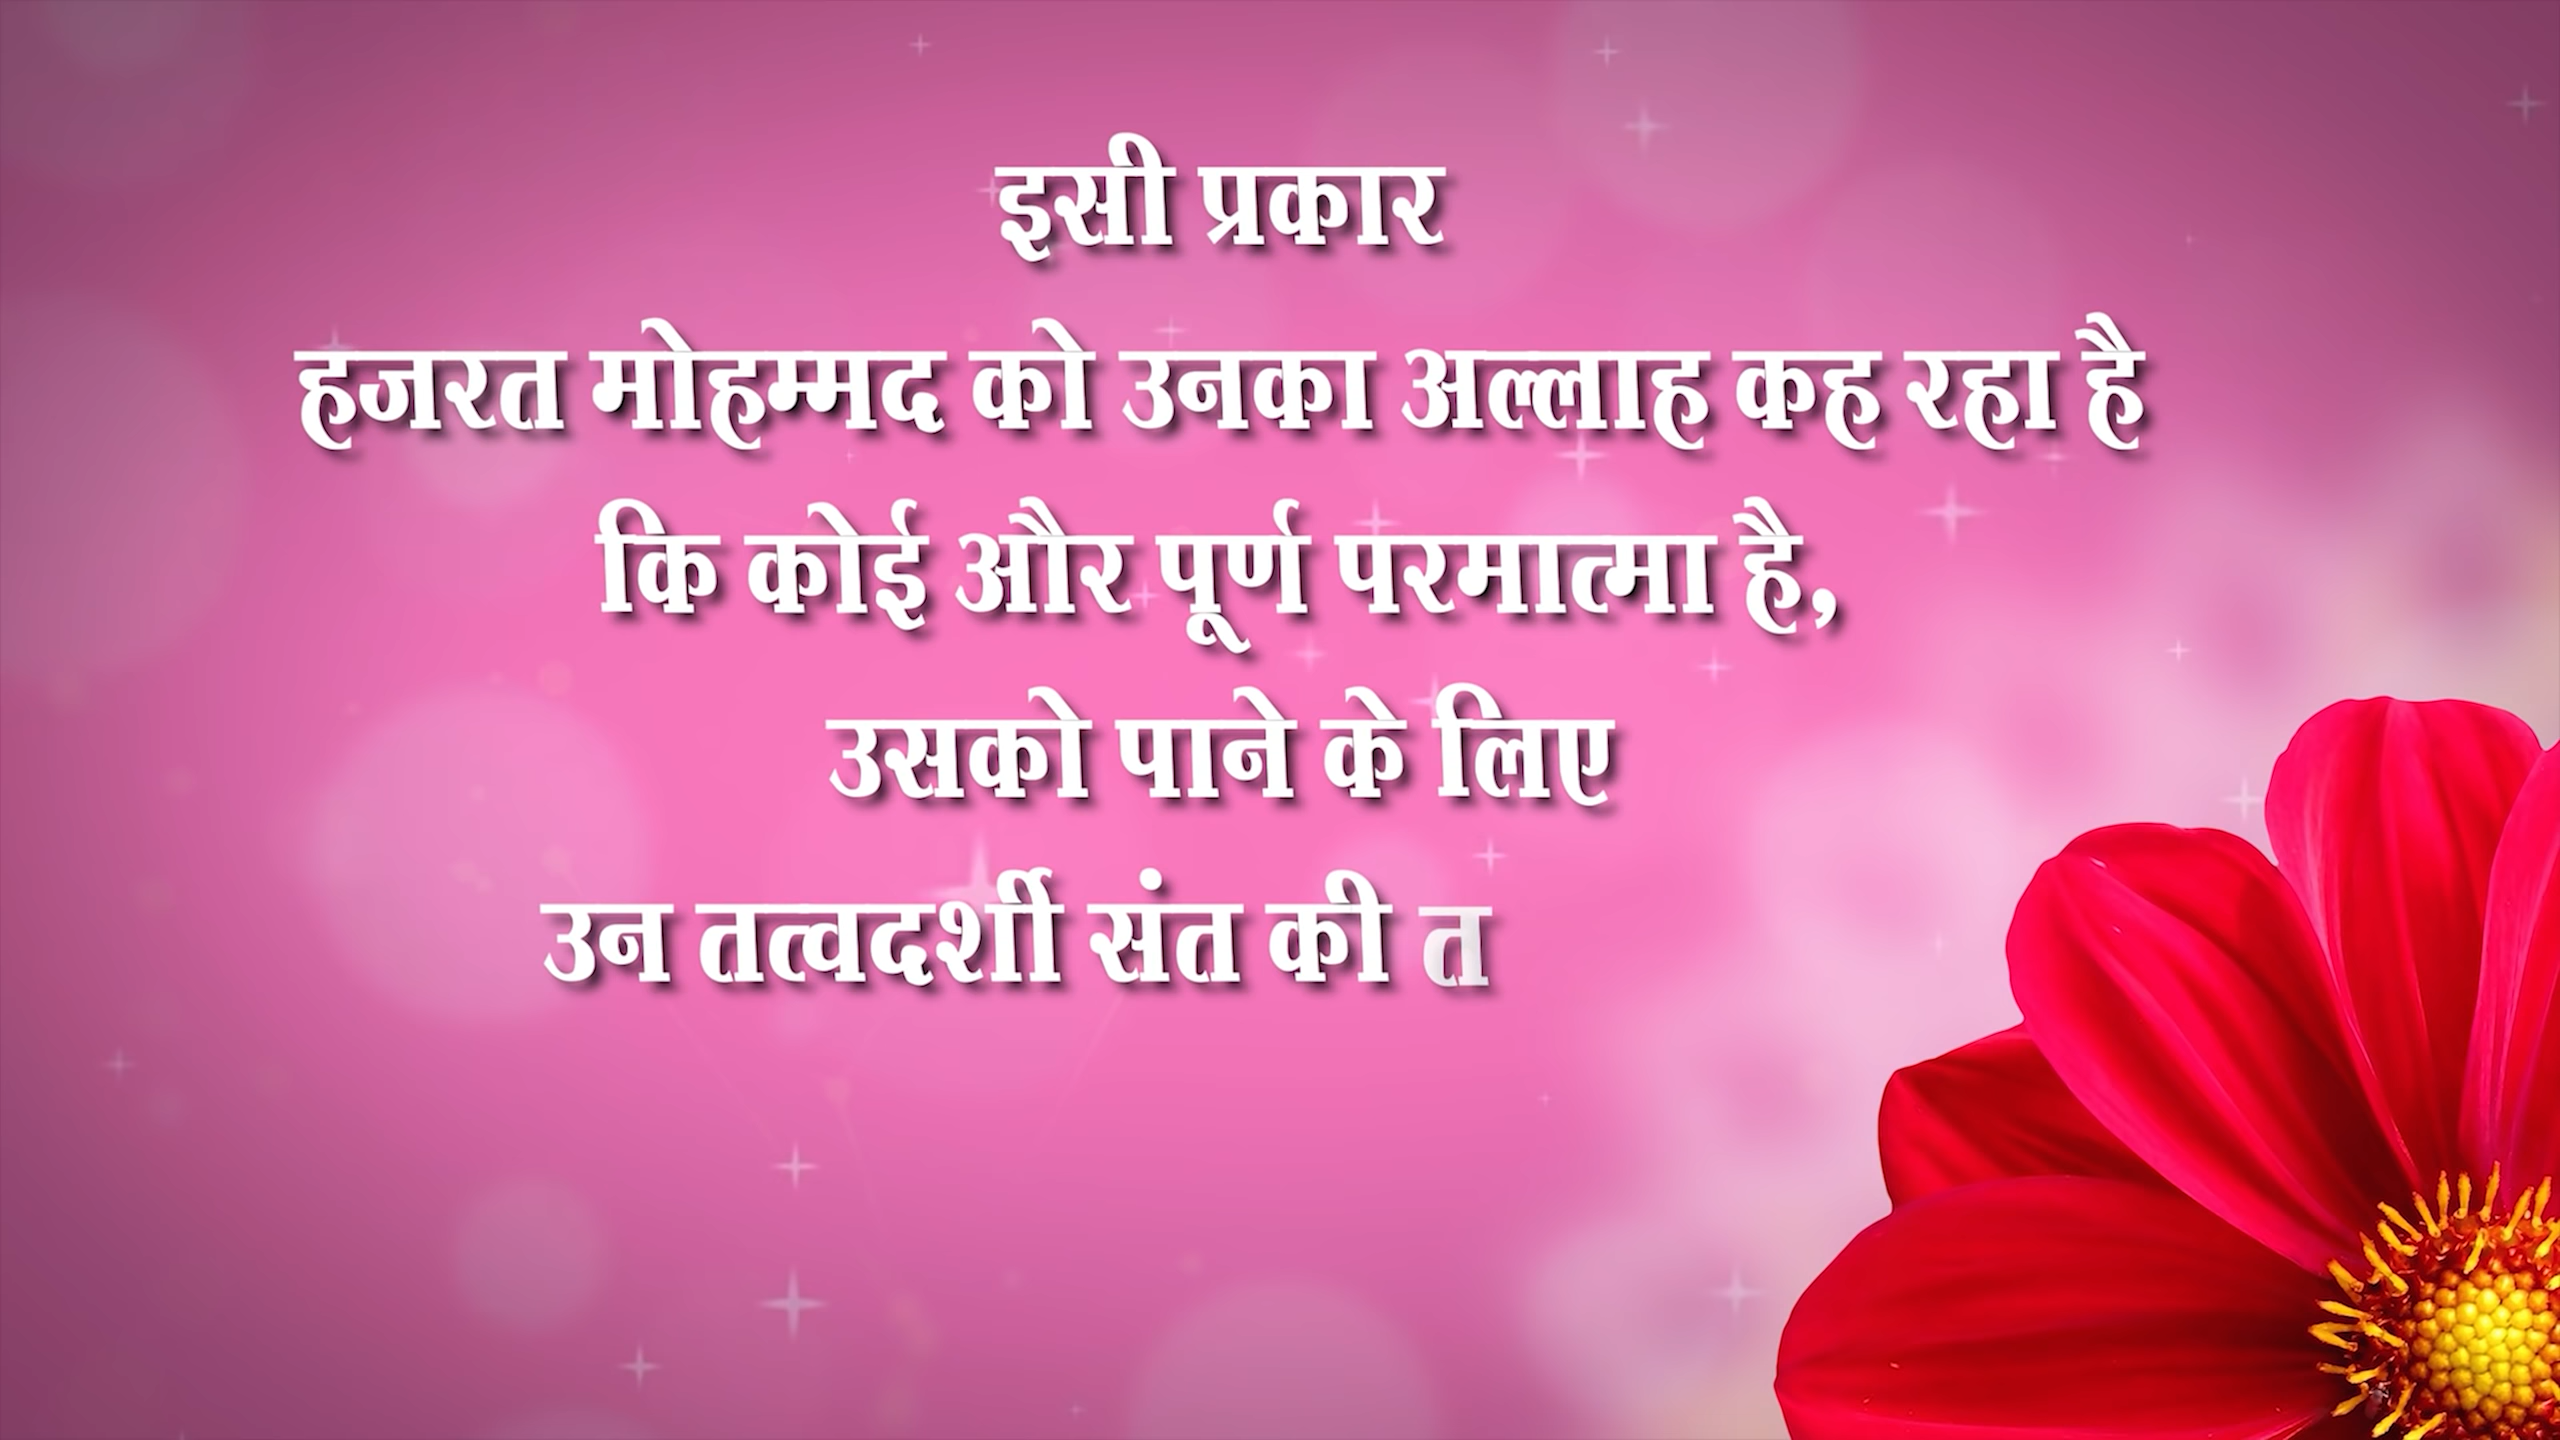 इसी प्रकार
हजरत मोहम्मद को उनका अल्लाह कह रहा है
कि कोई और पूर्ण परमात्मा है,
उसको पाने के लिए
उन तत्वदर्शी संत की त